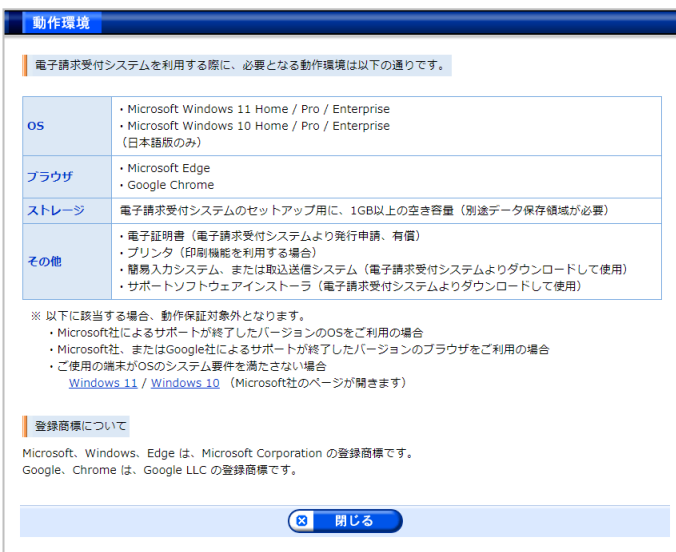 動作環境
電子請求受付システムを利用する際に、必要となる動作環境は以下の通りです。
OS
・Microsoft Windows 11 Home / Pro / Enterprise
・Microsoft Windows 10 Home / Pro / Enterprise
（日本語版のみ）
ブラウザ
・Microsoft Edge
・Google Chrome
ストレージ
電子請求受付システムのセットアップ用に、1GB以上の空き容量（別途データ保存領域が必要）
その他
・電子証明書（電子請求受付システムより発行申請、有償）
・プリンタ（印刷機能を利用する場合）
・簡易入力システム、または取込送信システム（電子請求受付システムよりダウンロードして使用）
・サポートソフトウェアインストーラ（電子請求受付システムよりダウンロードして使用）
※ 以下に該当する場合、動作保証対象外となります。
・Microsoft社によるサポートが終了したバージョンのOSをご利用の場合
・Microsoft社、またはGoogle社によるサポートが終了したバージョンのブラウザをご利用の場合
・ご使用の端末がOSのシステム要件を満たさない場合
Windows 11 / Windows 10 （Microsoft社のページが開きます）
登録商標について
Microsoft、Windows、Edge は、Microsoft Corporation の登録商標です。
Google、Chrome は、Google LLC の登録商標です。
閉じる